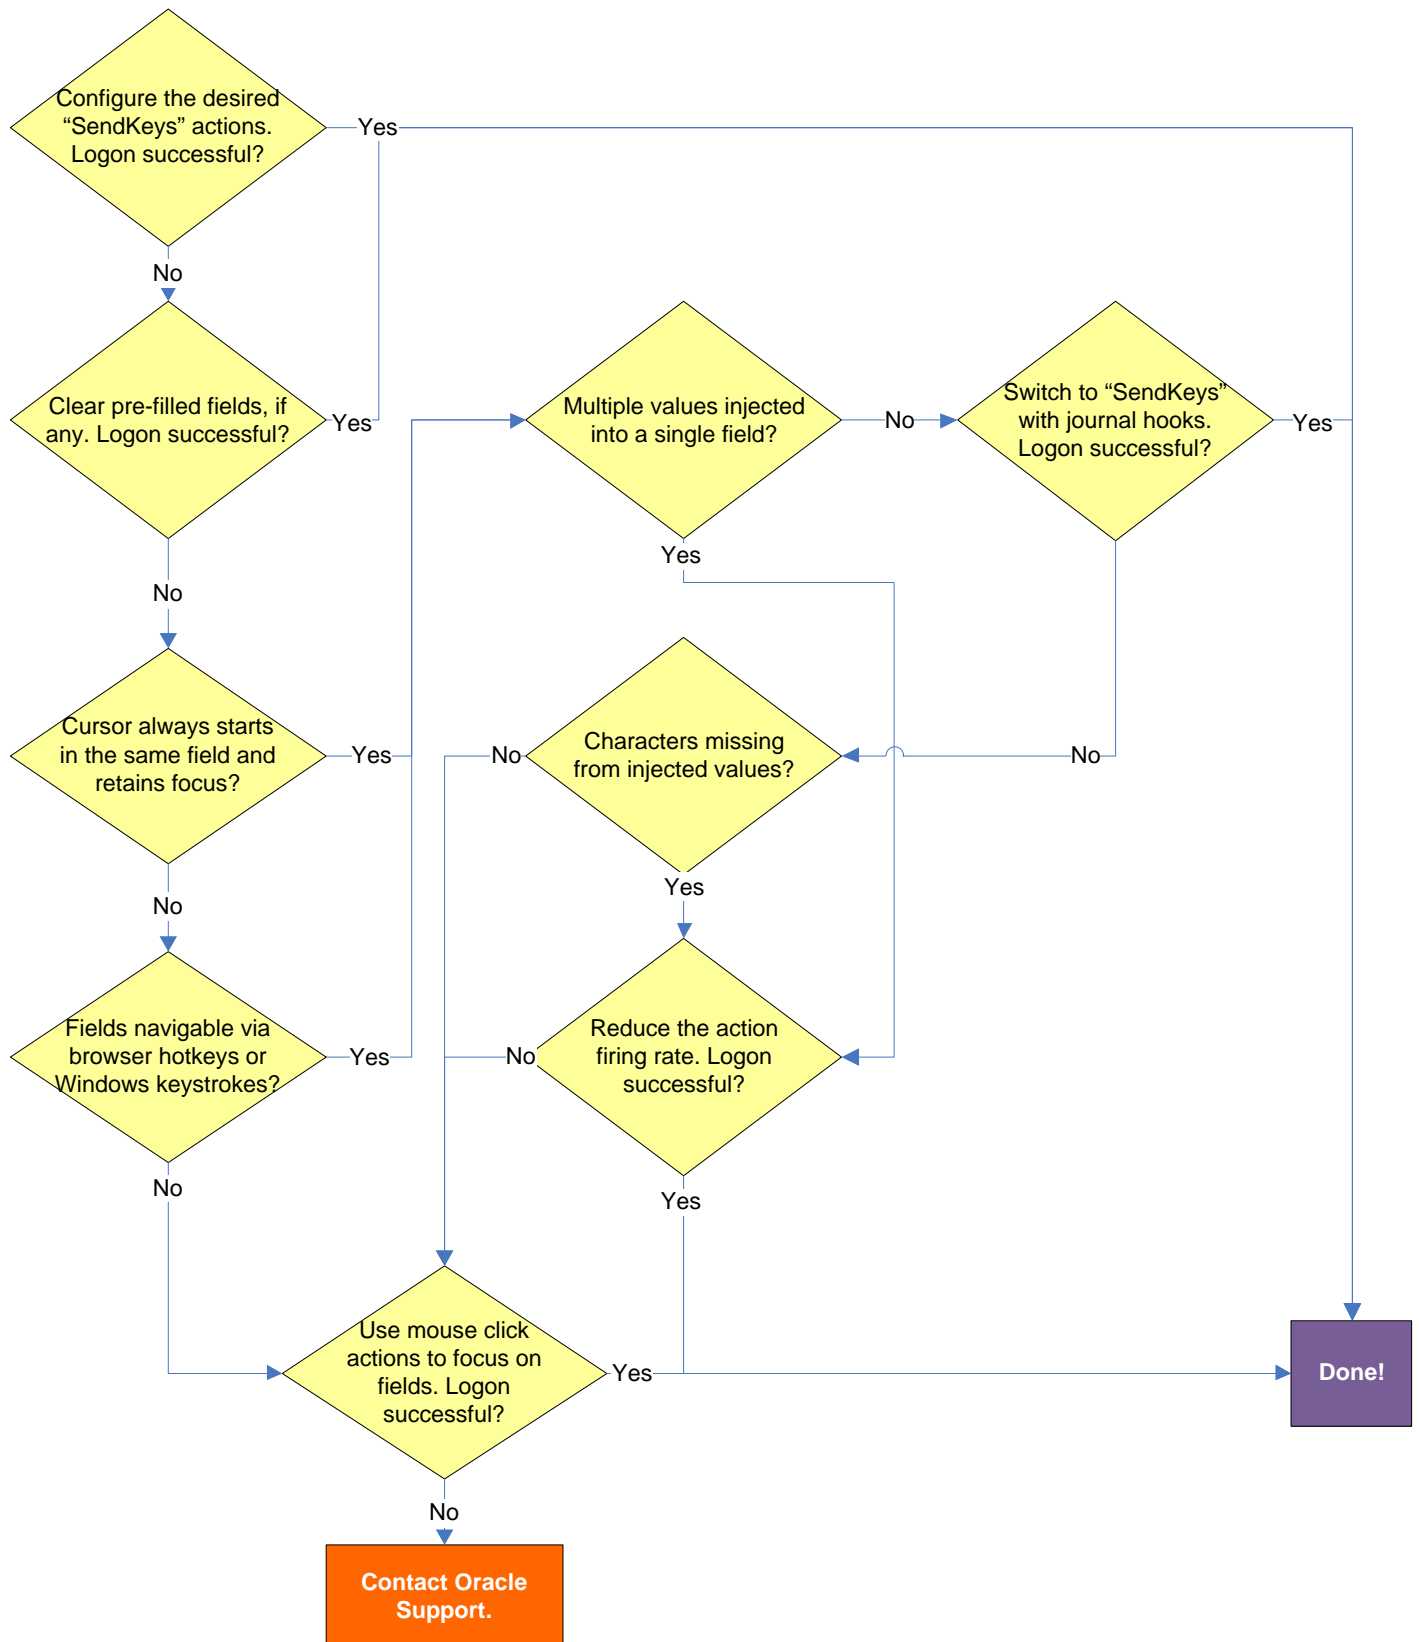 Configure the desired
“SendKeys” actions.
Logon successful?
Yes
No
Clear pre-filled fields, if
any. Logon successful?
Yes
Multiple values injected
into a single field?
No
Switch to “SendKeys”
with journal hooks.
Logon successful?
Yes
Yes
No
Cursor always starts
in the same field and
retains focus?
Yes
No
Characters missing
from injected values?
No
Yes
No
Fields navigable via
browser hotkeys or
Windows keystrokes?
Yes
No
Reduce the action
firing rate. Logon
successful?
No
Yes
Use mouse click
actions to focus on
fields. Logon
successful?
Yes
Done!
No
Contact Oracle
Support.